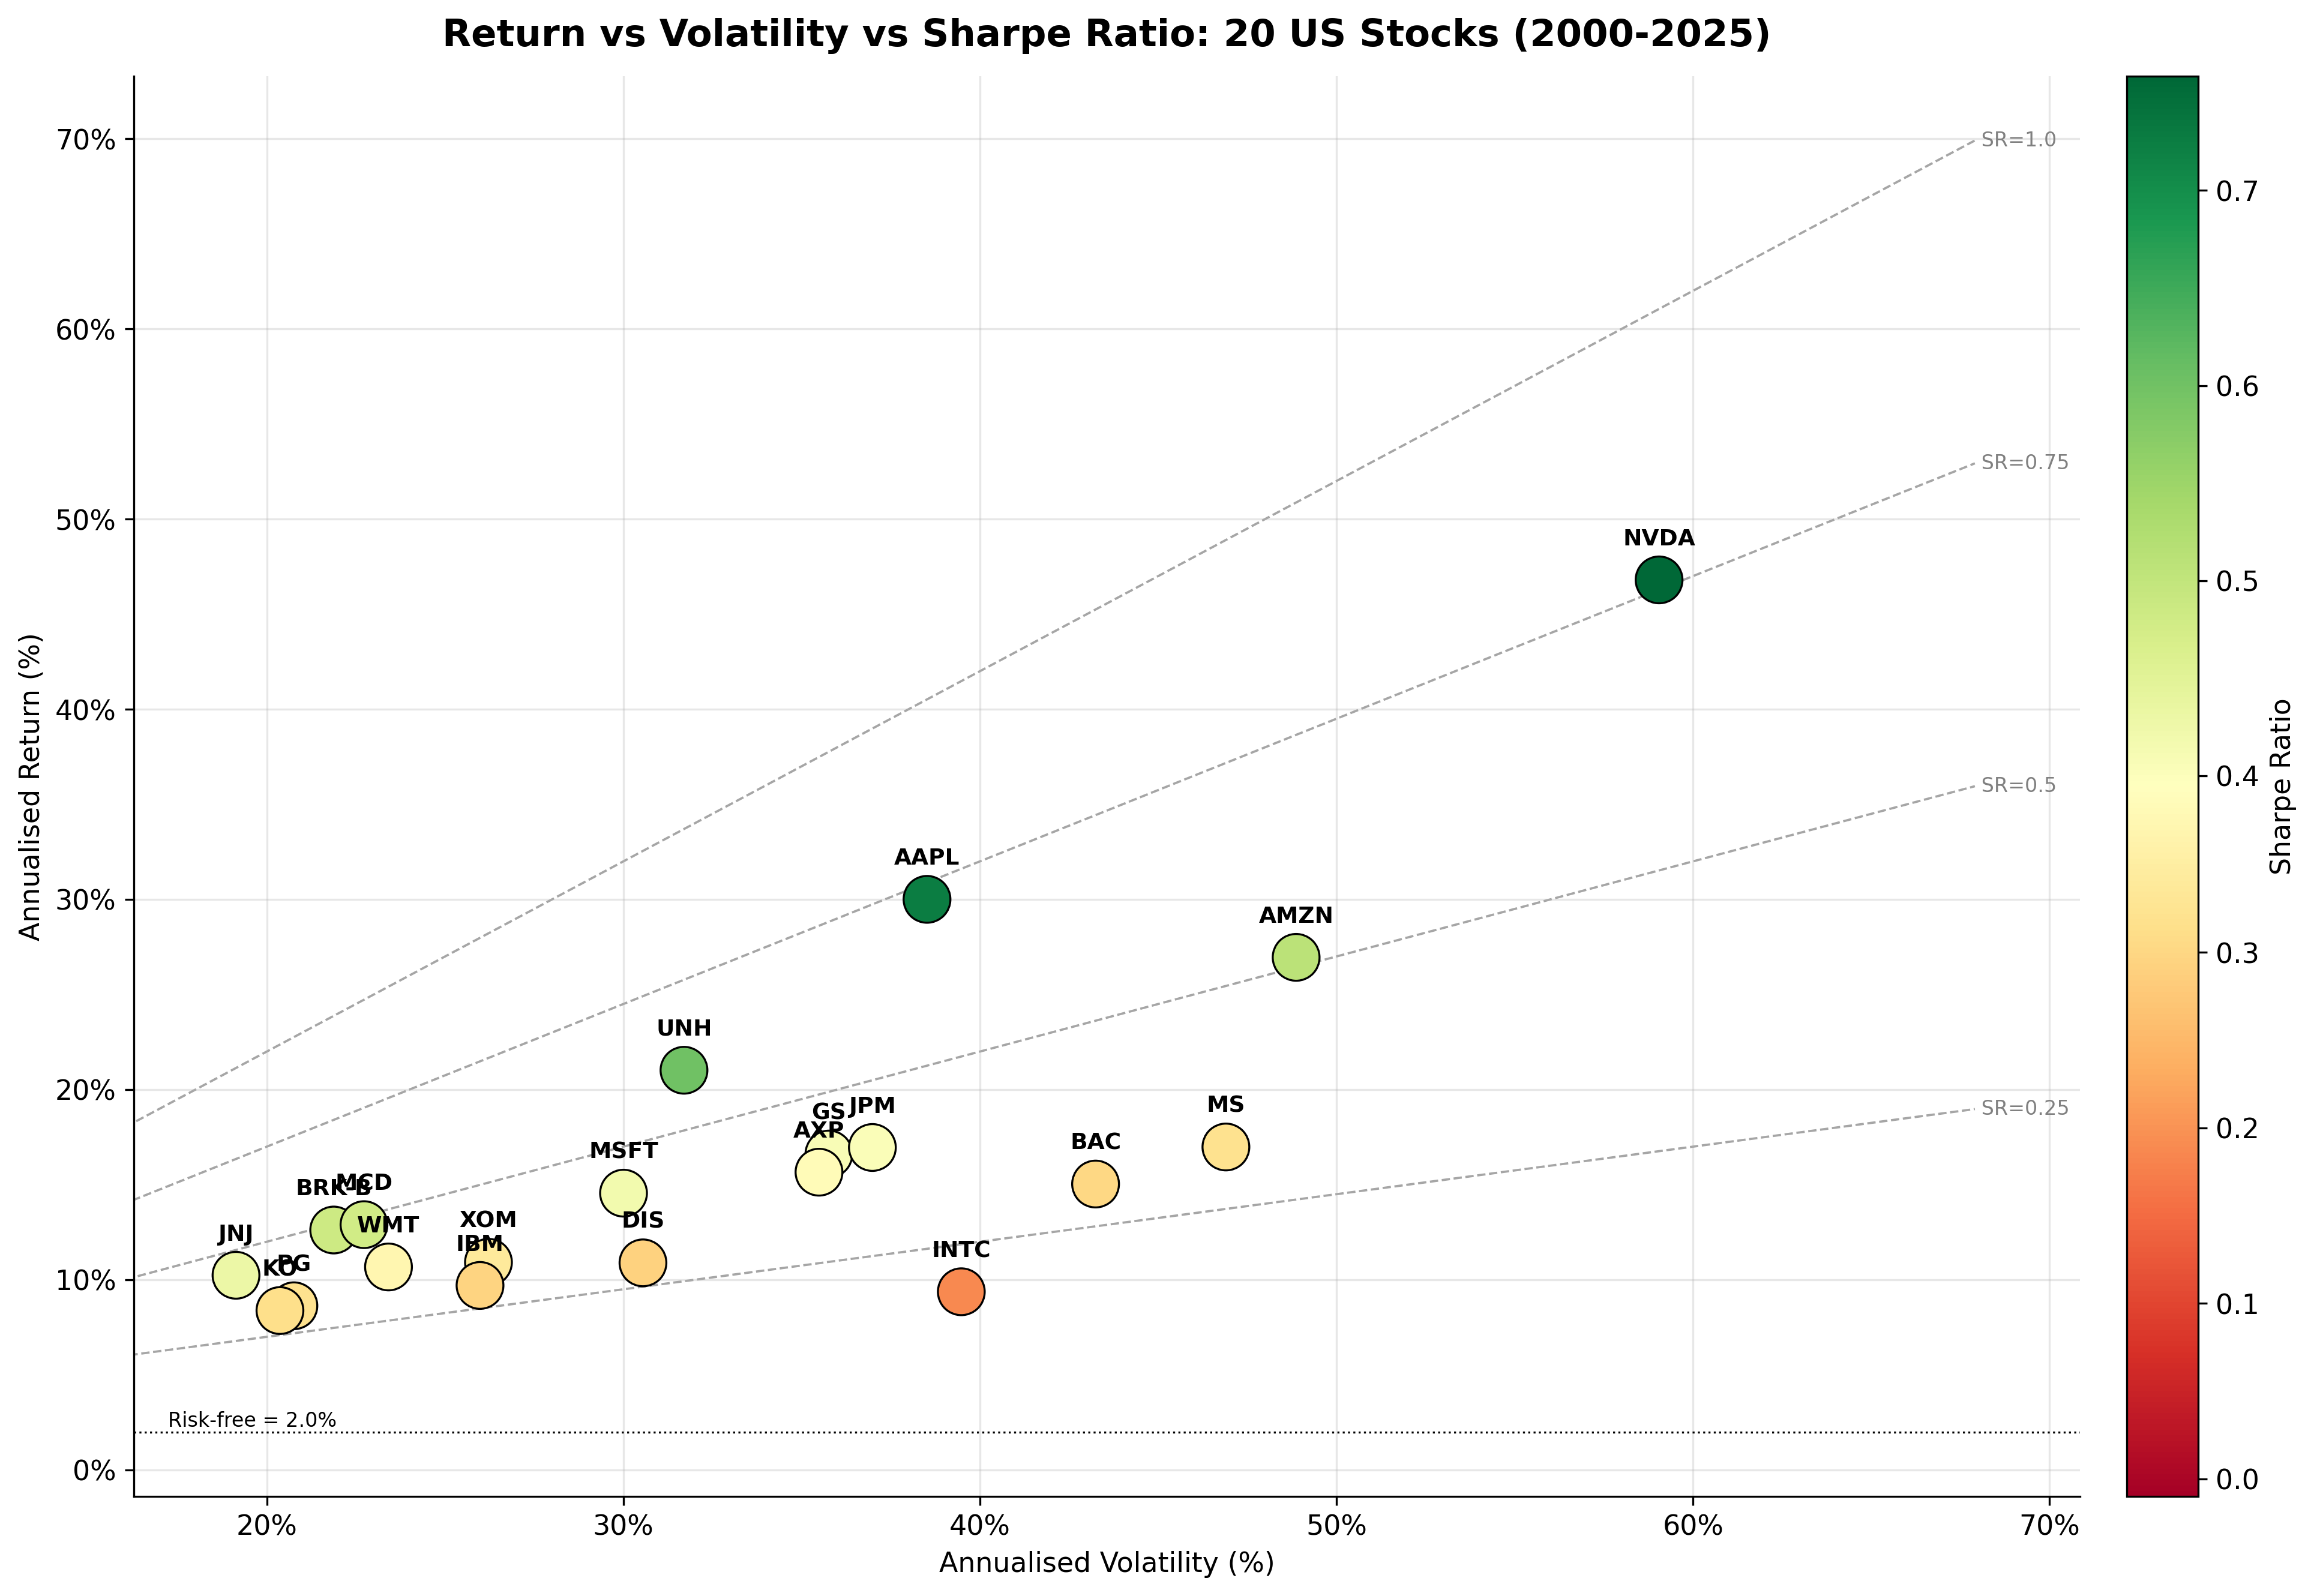 Return vs Volatility vs Sharpe Ratio: 20 US Stocks (2000-2025)
Annualised Return (%)
70%
60%
50%
40%
30%
20%
10%
0%
SR=1.0
SR=0.75
SR=0.5
SR=0.25
NVDA
AAPL
AMZN
UNH
GS
JPM
MS
AXP
BAC
MSFT
BRK-B
MCD
WMT
XOM
DIS
JNJ
IBM
INTC
KO
PG
Risk-free = 2.0%
20%
30%
40%
50%
60%
70%
Annualised Volatility (%)
0.7
0.6
0.5
0.4
0.3
0.2
0.1
0.0
Sharpe Ratio